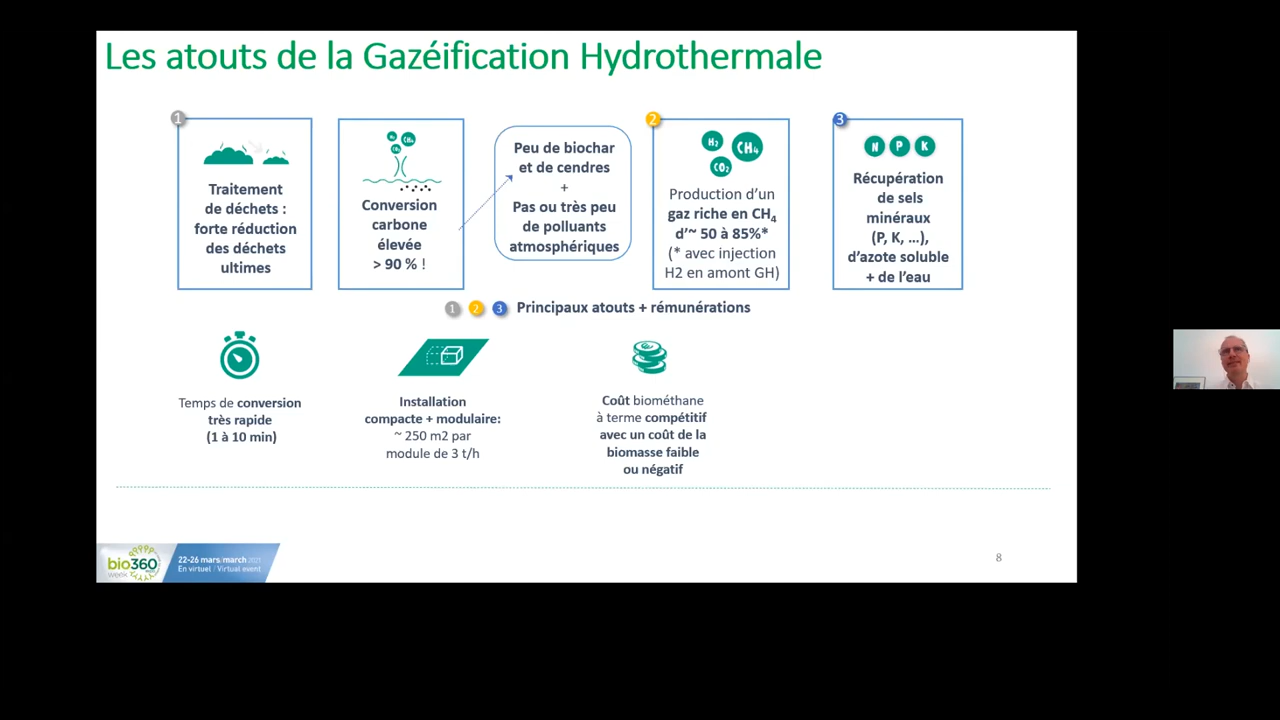 Les atouts de la Gazéification Hydrothermale
1
Traitement
de déchets :
forte réduction
des déchets
ultimes
H₂
CH₄
CO₂
Conversion
carbone
élevée
> 90 % !
Peu de biochar
et de cendres
+
Pas ou très peu
de polluants
atmosphériques
2
H₂
CH₄
CO₂
Production d’un
gaz riche en CH₄
d’~ 50 à 85%*
(* avec injection
H2 en amont GH)
3
N P K
Récupération
de sels
minéraux
(P, K, …),
d’azote soluble
+ de l’eau
1 2 3 Principaux atouts + rémunérations
Temps de conversion
très rapide
(1 à 10 min)
Installation
compacte + modulaire:
~ 250 m2 par
module de 3 t/h
Coût biométhane
à terme compétitif
avec un coût de la
biomasse faible
ou négatif
bio360
week
22-26 mars/march 2021
En virtuel / Virtual event
8